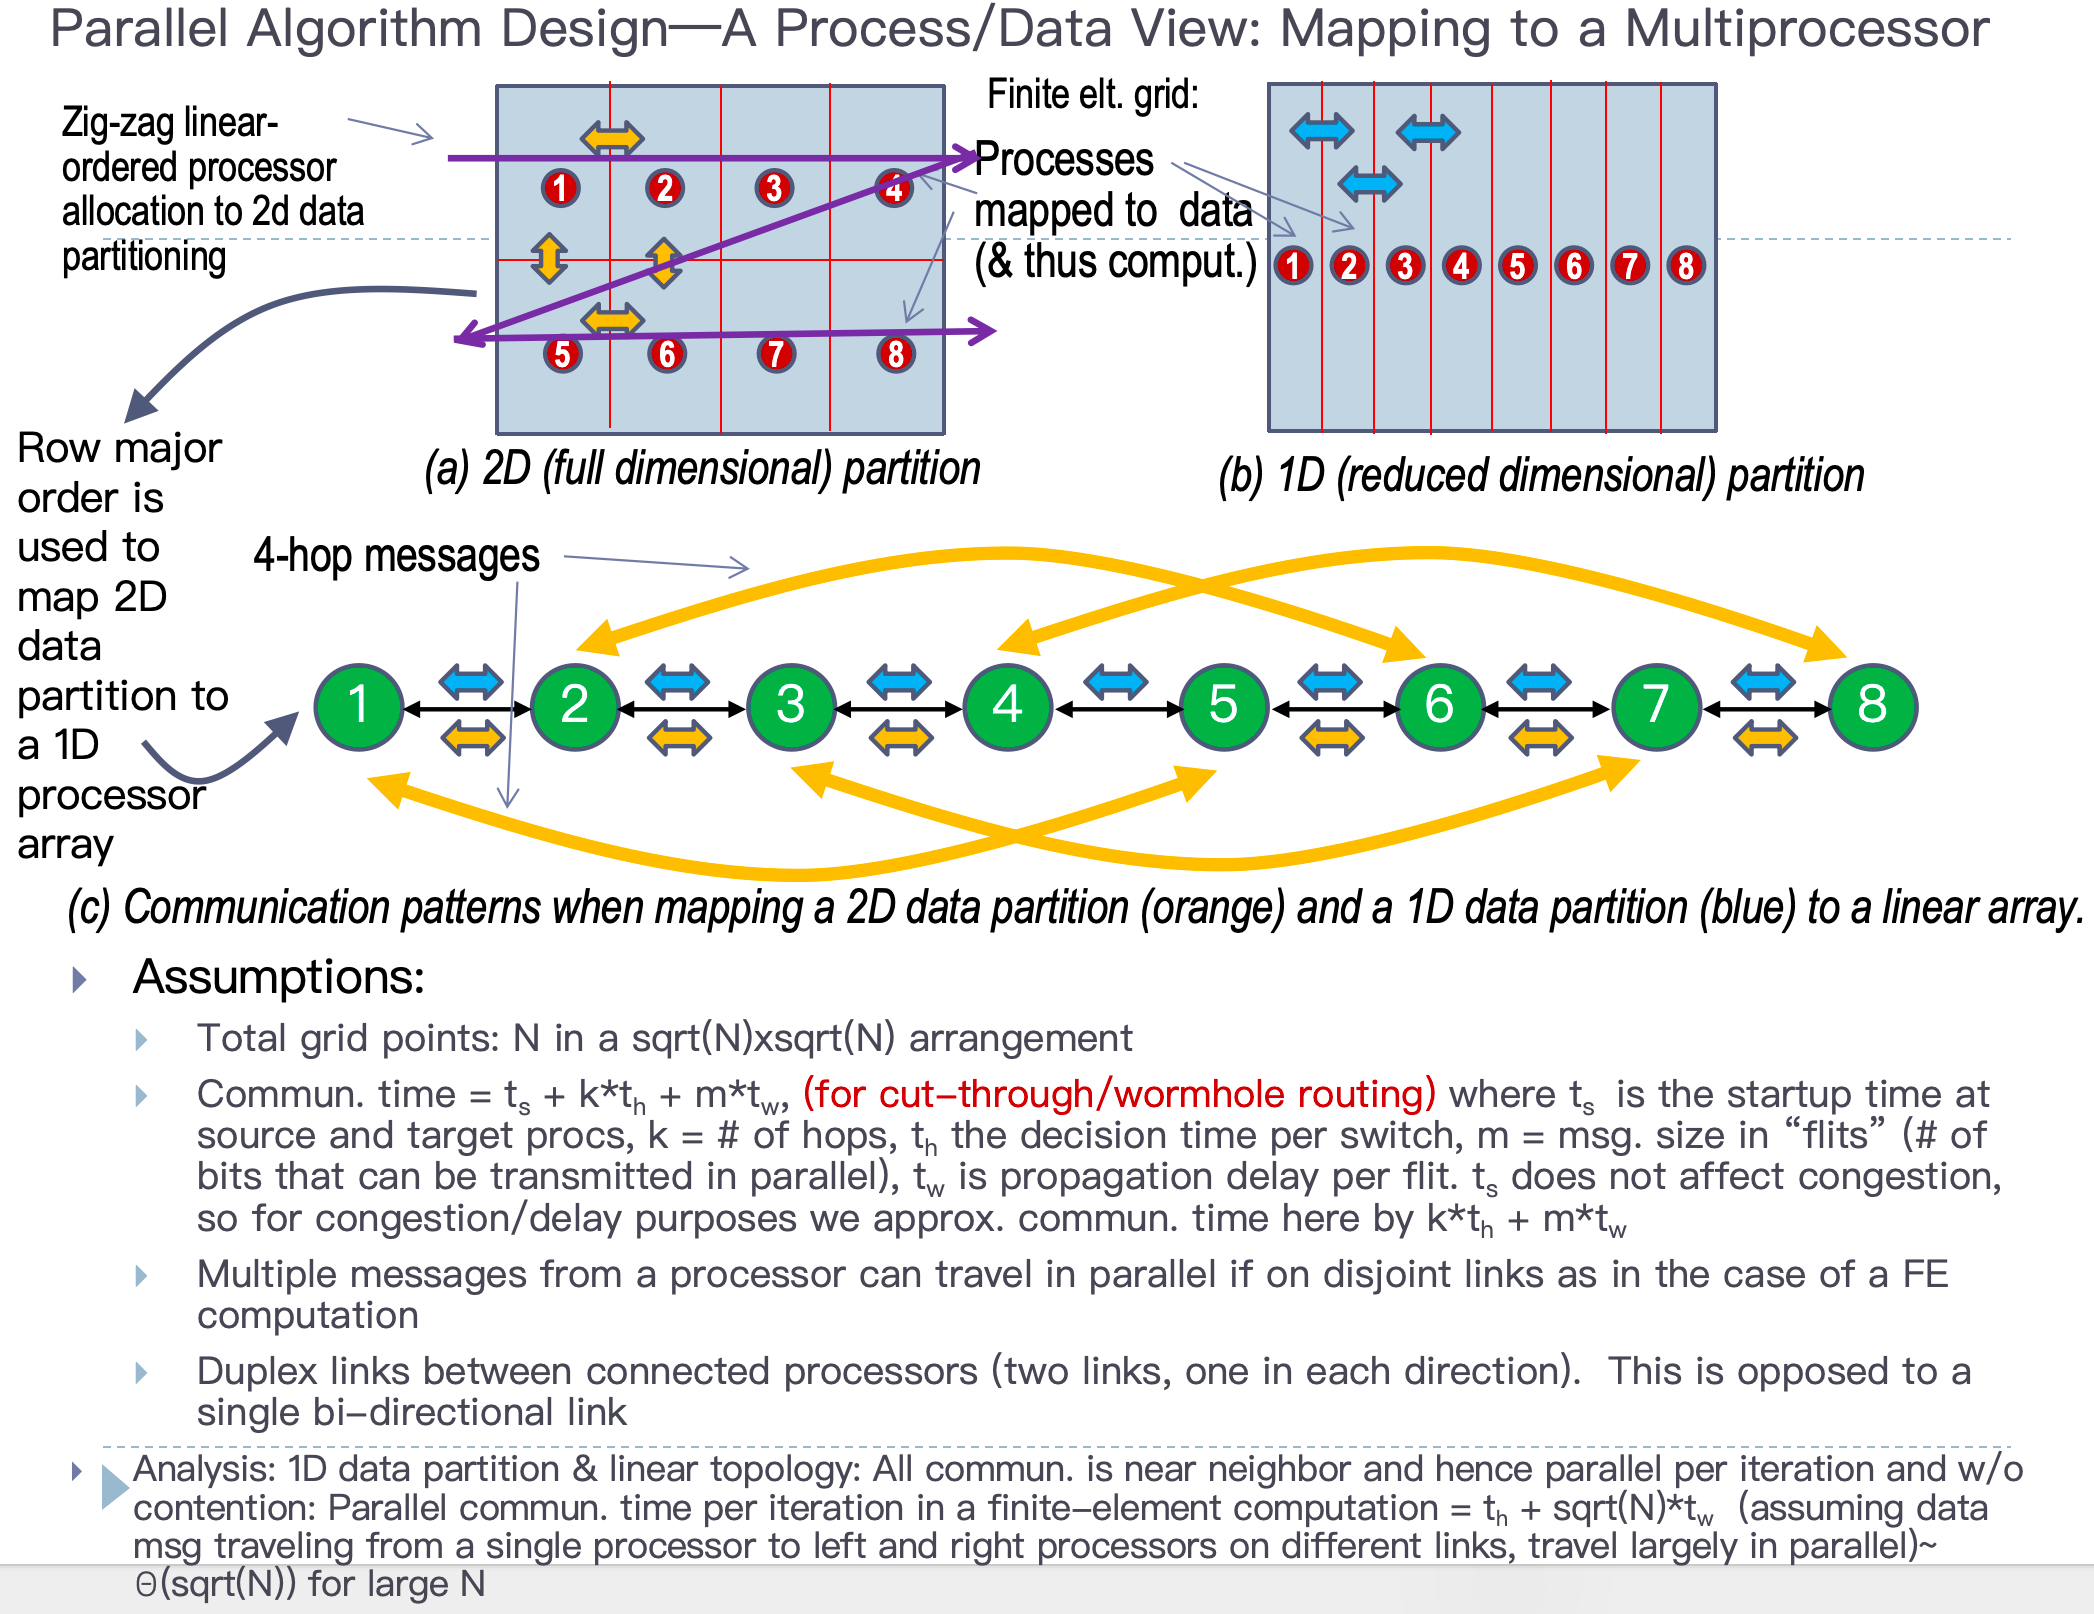 Parallel Algorithm Design—A Process/Data View: Mapping to a Multiprocessor
Zig-zag linear-
ordered processor
allocation to 2d data
partitioning
1 2 3 4
5 6 7 8
(a) 2D (full dimensional) partition
Finite elt. grid:
Processes
mapped to data
(& thus comput.)
1 2 3 4 5 6 7 8
(b) 1D (reduced dimensional) partition
Row major
order is
used to
map 2D
data
partition to
a 1D
processor
array
4-hop messages
1 2 3 4 5 6 7 8
(c) Communication patterns when mapping a 2D data partition (orange) and a 1D data partition (blue) to a linear array.
Assumptions:
Total grid points: N in a sqrt(N)xsqrt(N) arrangement
Commun. time = ts + k*th + m*tw, (for cut–through/wormhole routing) where ts is the startup time at
source and target procs, k = # of hops, th the decision time per switch, m = msg. size in “flits” (# of
bits that can be transmitted in parallel), tw is propagation delay per flit. ts does not affect congestion,
so for congestion/delay purposes we approx. commun. time here by k*th + m*tw
Multiple messages from a processor can travel in parallel if on disjoint links as in the case of a FE
computation
Duplex links between connected processors (two links, one in each direction). This is opposed to a
single bi–directional link
Analysis: 1D data partition & linear topology: All commun. is near neighbor and hence parallel per iteration and w/o
contention: Parallel commun. time per iteration in a finite–element computation = th + sqrt(N)*tw (assuming data
msg traveling from a single processor to left and right processors on different links, travel largely in parallel)~
Θ(sqrt(N)) for large N